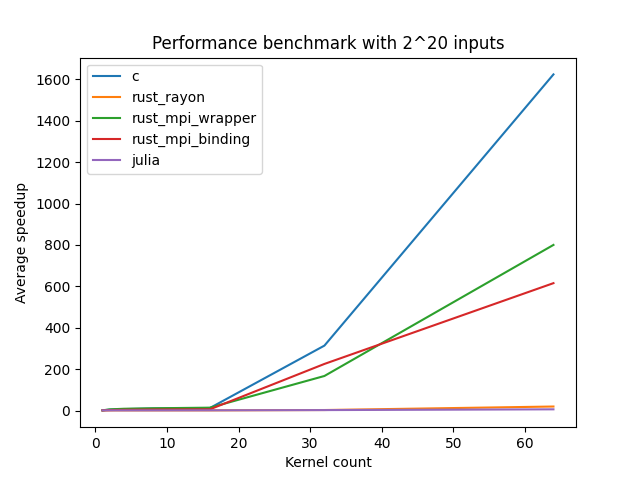 Performance benchmark with 2^20 inputs
c
rust_rayon
rust_mpi_wrapper
rust_mpi_binding
julia
1600
1400
1200
1000
800
600
400
200
0
Average speedup
0 10 20 30 40 50 60
Kernel count